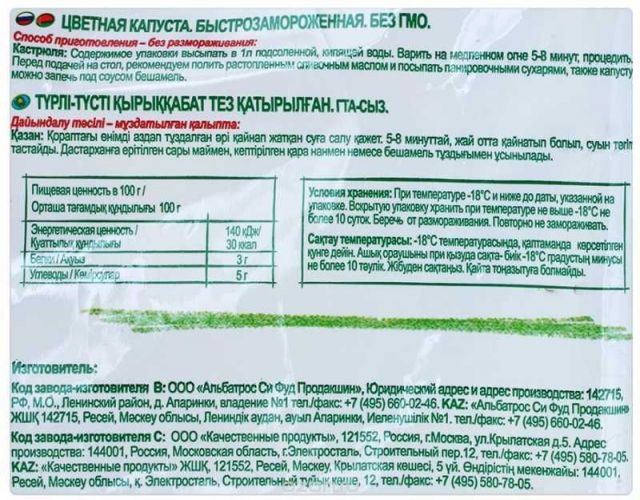 ЦВЕТНАЯ КАПУСТА. БЫСТРОЗАМОРОЖЕННАЯ. БЕЗ ГМО.
Способ приготовления – без размораживания:
Кастрюля: Содержимое упаковки высыпать в 1л подсоленной, кипящей воды. Варить на медленном огне 5-8 минут, процедить.
Перед подачей на стол, рекомендуем полить растопленным сливочным маслом и посыпать панировочными сухарями, также капусту
можно запечь под соусом бешамель.
ТҮРЛІ-ТҮСТІ ҚЫРЫҚҚАБАТ ТЕЗ ҚАТЫРЫЛҒАН. ГТА-СЫЗ.
Дайындалу тәсілі – мұздатылған қалыпта:
Қазан: Қораптағы өнімді аздап тұздалған әрі қайнап жатқан суға салу қажет. 5-8 минуттай, жай отта қайнатып болып, суын төгіп
тастайды. Дастарханға ерітілген сары маймен, кептірілген қара нанмен немесе бешамель тұздығымен ұсынылады.
Пищевая ценность в 100 г /
Орташа тағамдық құндылығы 100 г
Энергетическая ценность / 140 кДж/
Қуаттылық құндылығы 30 ккал
Белки / Ақуыз 3 г
Углеводы / Көмірсулар 5 г
Условия хранения: При температуре -18°С и ниже до даты, указанной на
упаковке. Вскрытую упаковку хранить при температуре не выше -18°С не
более 10 суток. Беречь от размораживания. Повторно не замораживать.
Сақтау температурасы: -18°С температурасында, қаптамада көрсетілген
күнге дейін. Ашық орауышны при қызуда сақта- биік -18°С градустың минусы
не более 10 тәулік. Жібуден сақтаңыз. Қайта тоңазытуға болмайды.
Изготовитель:
Код завода-изготовителя В: ООО «Альбатрос Си Фуд Продакшин», Юридический адрес и адрес производства: 142715,
РФ, М.О., Ленинский район, д. Апаринки, владение №1 тел./факс: +7 (495) 660-02-46. KAZ: «Альбатрос Си Фуд Продакшин»
ЖШҚ 142715, Ресей, Мәскеу облысы, Лениндік аудан, ауыл Апаринки, Иеленушілік №1. тел./факс: +7 (495) 660-02-46.
Код завода-изготовителя С: ООО «Качественные продукты», 121552, Россия, г.Москва, ул.Крылатская д.5. Адрес
производства: 144001, Россия, Московская область, г.Электросталь, Строительный пер.12, тел./факс: +7 (495) 580-78-05.
KAZ: «Качественные продукты» ЖШҚ, 121552, Ресей, Мәскеу, Крылатская көшесі, 5 үй. Өндірістің мекенжайы: 144001,
Ресей, Мәскеу облысы, қ. Электросталь, Строительный тұйық көше, 12, тел./факс: +7 (495) 580-78-05.